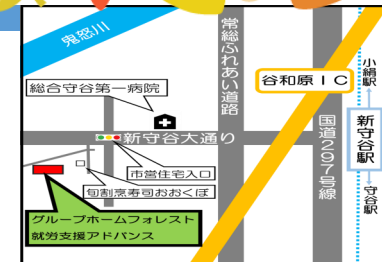 鬼怒川
常総ふれあい道路
小絹駅
谷和原IC
総合守谷第一病院
国道297号線
新守谷駅
新守谷大通り
市営住宅入口
守谷駅
旬割烹寿司おおくぼ
グループホームフォレスト
就労支援アドバンス